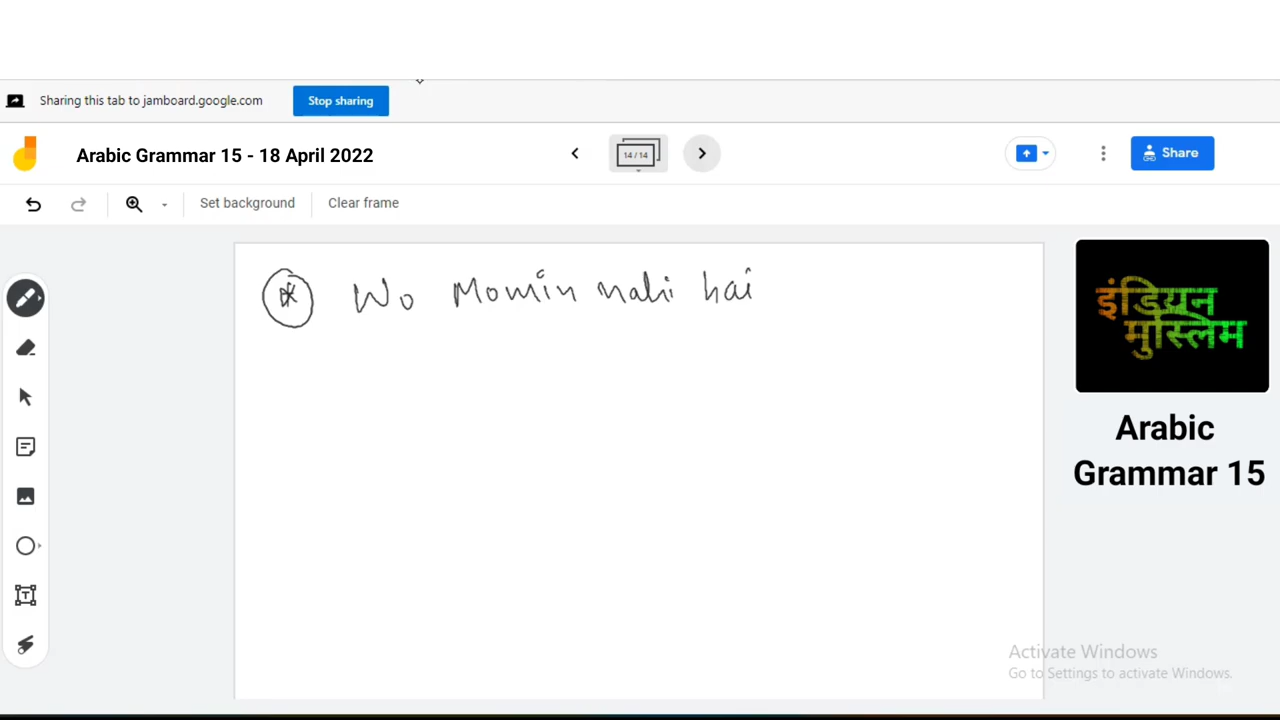 Sharing this tab to jamboard.google.com Stop sharing
Arabic Grammar 15 - 18 April 2022
14 / 14
Share
Set background Clear frame
* Wo Momin nahi hai
इंडियन
मुस्लिम
Arabic
Grammar 15
Activate Windows
Go to Settings to activate Windows.